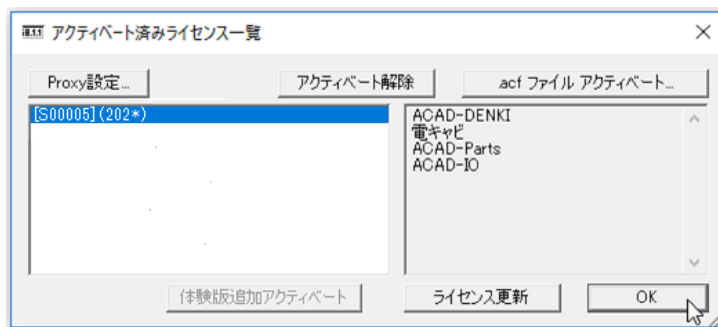 アクティベート済みライセンス一覧
Proxy設定...
アクティベート解除
.acf ファイル アクティベート...
[S00005](202*)
ACAD-DENKI
電キャビ
ACAD-Parts
ACAD-IO
体験版追加アクティベート
ライセンス更新
OK